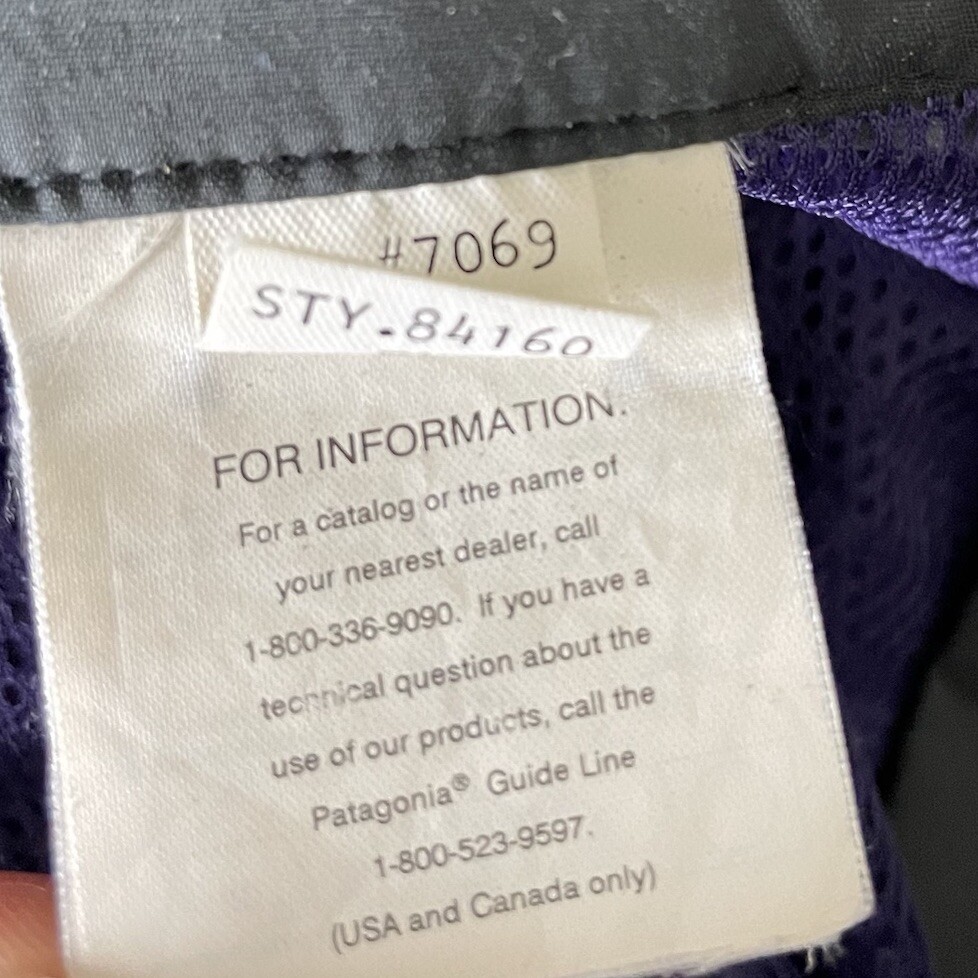 #7069
STY.84160
FOR INFORMATION.
For a catalog or the name of
your nearest dealer, call
1-800-336-9090. If you have a
technical question about the
use of our products, call the
Patagonia® Guide Line
1-800-523-9597.
(USA and Canada only)